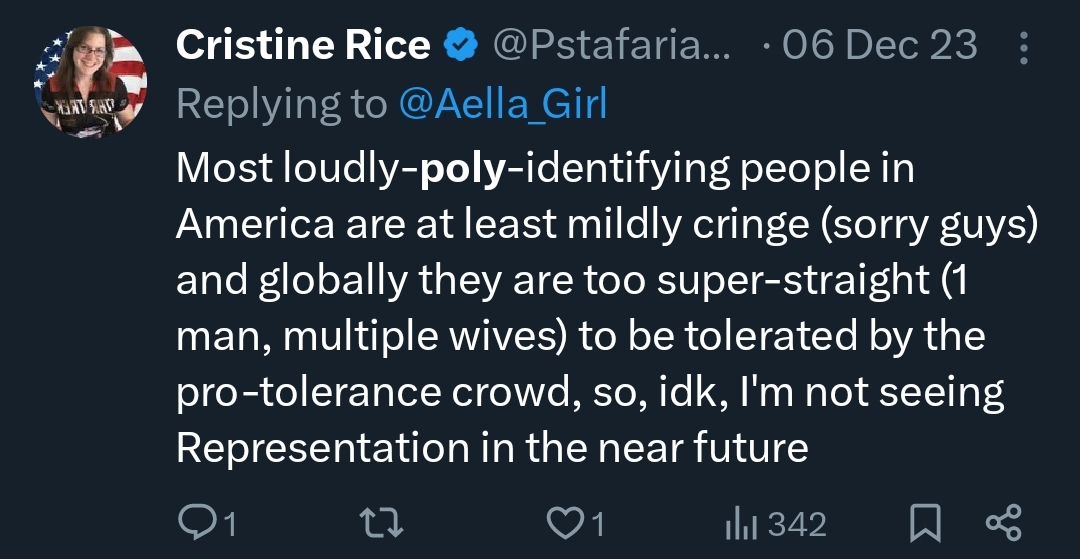 Cristine Rice @Pstafaria... · 06 Dec 23
Replying to @Aella_Girl
Most loudly-poly-identifying people in
America are at least mildly cringe (sorry guys)
and globally they are too super-straight (1
man, multiple wives) to be tolerated by the
pro-tolerance crowd, so, idk, I'm not seeing
Representation in the near future
1 1 342